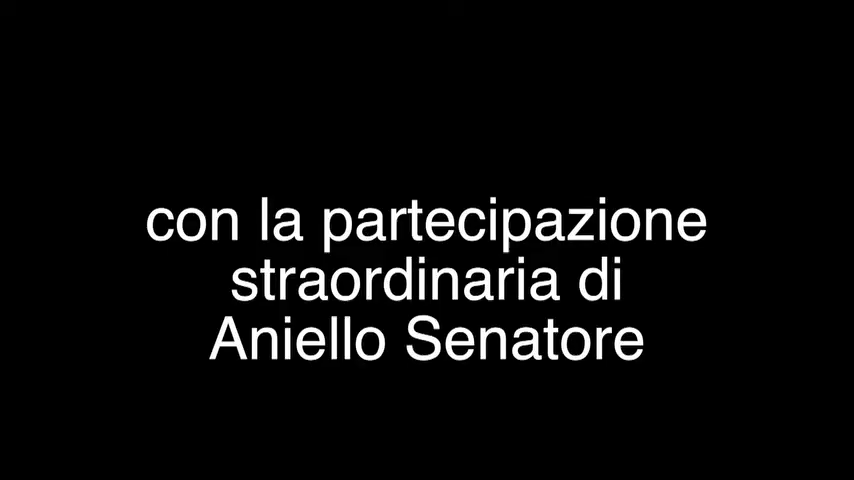 con la partecipazione
straordinaria di
Aniello Senatore